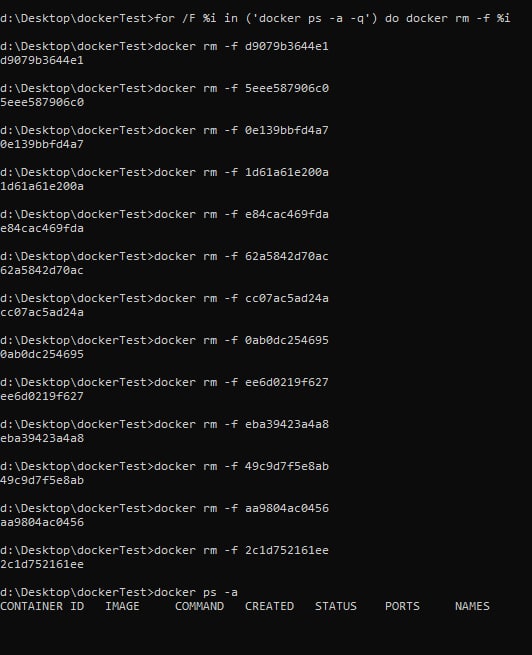 d:\Desktop\dockerTest>for /F %i in ('docker ps -a -q') do docker rm -f %i
d:\Desktop\dockerTest>docker rm -f d9079b3644e1
d9079b3644e1
d:\Desktop\dockerTest>docker rm -f 5eee587906c0
5eee587906c0
d:\Desktop\dockerTest>docker rm -f 0e139bbfd4a7
0e139bbfd4a7
d:\Desktop\dockerTest>docker rm -f 1d61a61e200a
1d61a61e200a
d:\Desktop\dockerTest>docker rm -f e84cac469fda
e84cac469fda
d:\Desktop\dockerTest>docker rm -f 62a5842d70ac
62a5842d70ac
d:\Desktop\dockerTest>docker rm -f cc07ac5ad24a
cc07ac5ad24a
d:\Desktop\dockerTest>docker rm -f 0ab0dc254695
0ab0dc254695
d:\Desktop\dockerTest>docker rm -f ee6d0219f627
ee6d0219f627
d:\Desktop\dockerTest>docker rm -f eba39423a4a8
eba39423a4a8
d:\Desktop\dockerTest>docker rm -f 49c9d7f5e8ab
49c9d7f5e8ab
d:\Desktop\dockerTest>docker rm -f aa9804ac0456
aa9804ac0456
d:\Desktop\dockerTest>docker rm -f 2c1d752161ee
2c1d752161ee
d:\Desktop\dockerTest>docker ps -a
CONTAINER ID   IMAGE     COMMAND   CREATED   STATUS    PORTS     NAMES